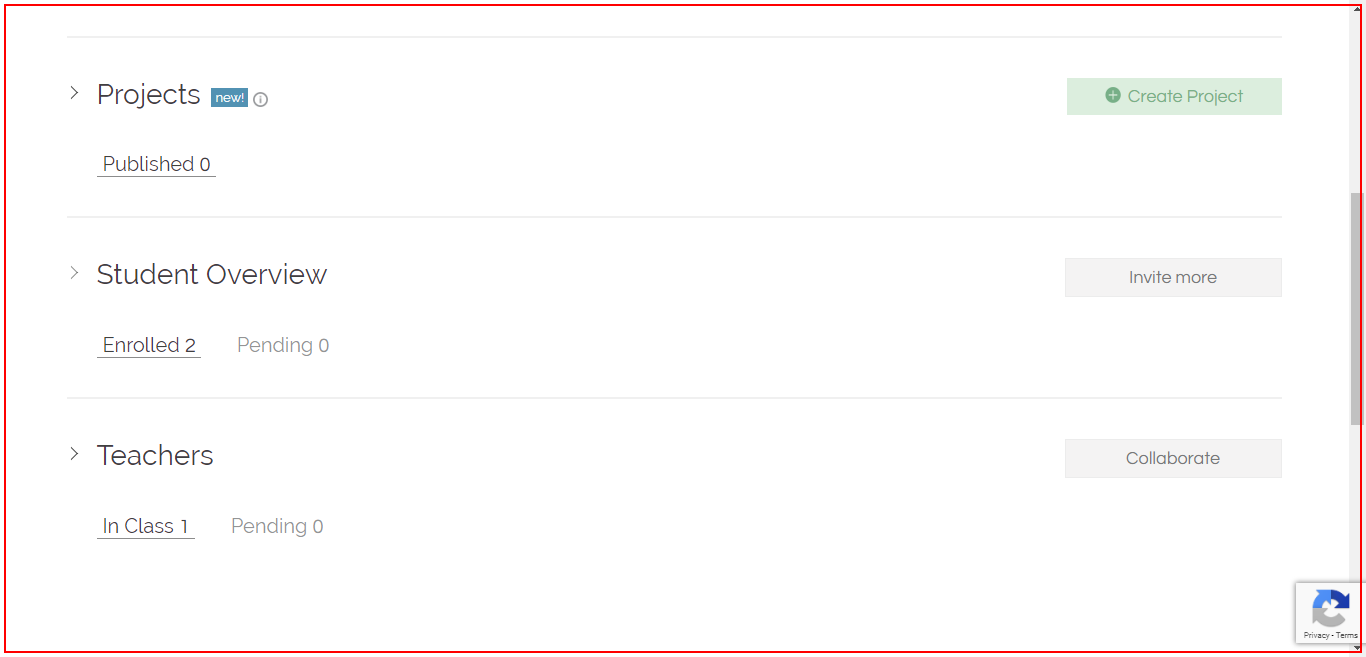 Projects new!
Create Project
Published 0
Student Overview
Invite more
Enrolled 2 Pending 0
Teachers
Collaborate
In Class 1 Pending 0
Privacy - Terms